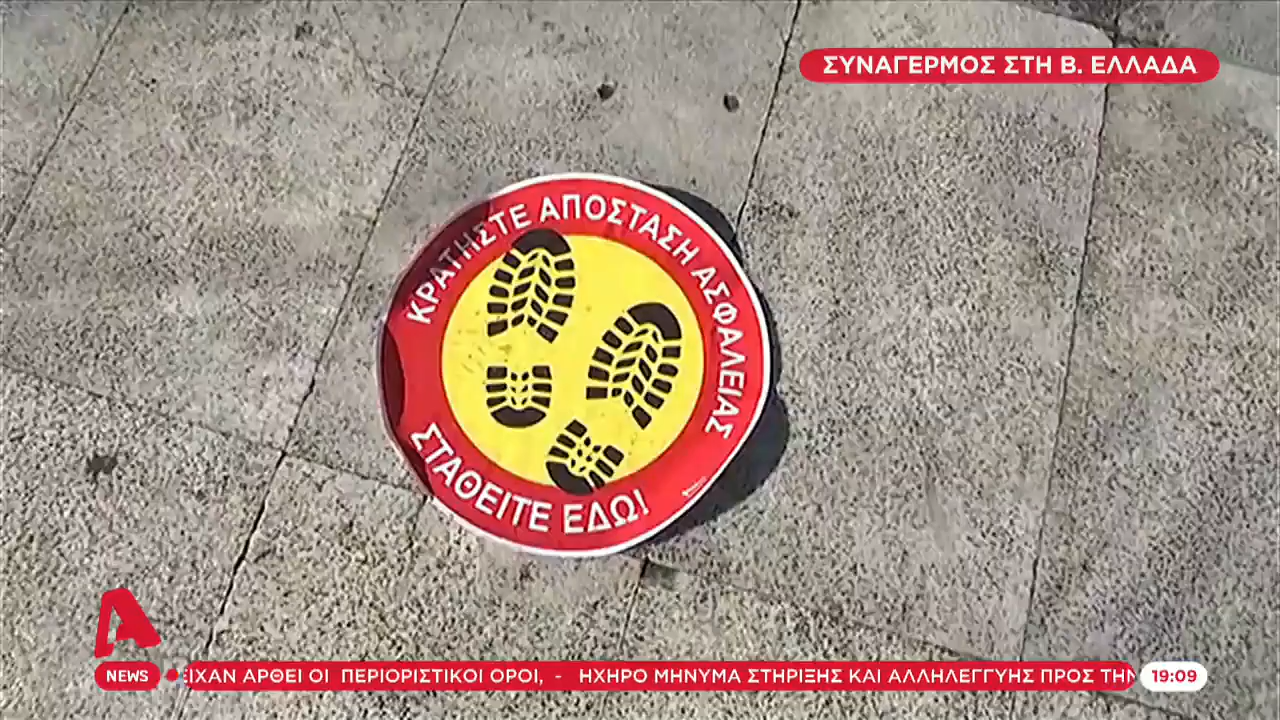 ΣΥΝΑΓΕΡΜΟΣ ΣΤΗ Β. ΕΛΛΑΔΑ
ΚΡΑΤΗΣΤΕ ΑΠΟΣΤΑΣΗ ΑΣΦΑΛΕΙΑΣ
ΣΤΑΘΕΙΤΕ ΕΔΩ!
A
NEWS
ΕΙΧΑΝ ΑΡΘΕΙ ΟΙ ΠΕΡΙΟΡΙΣΤΙΚΟΙ ΟΡΟΙ, - ΗΧΗΡΟ ΜΗΝΥΜΑ ΣΤΗΡΙΞΗΣ ΚΑΙ ΑΛΛΗΛΕΓΓΥΗΣ ΠΡΟΣ ΤΗΝ
19:09